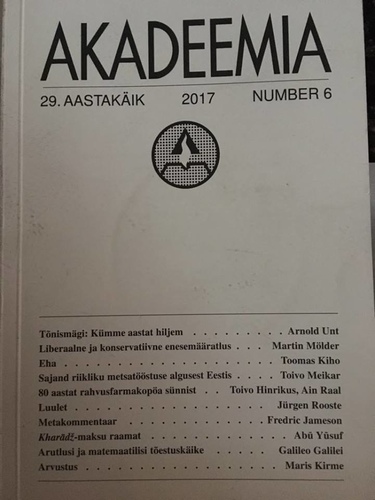 AKADEEMIA
29. AASTAKÄIK 2017 NUMBER 6
Tõnismägi: Kümme aastat hiljem . . . . . . . . . Arnold Unt
Liberaalne ja konservatiivne enesemääratlus . . . Martin Mölder
Eha . . . . . . . . . . . . . . . . . . . . Toomas Kiho
Sajand riikliku metsatööstuse algusest Eestis . . . Toivo Meikar
80 aastat rahvusfarmakopöa sünnist . . Toivo Hinrikus, Ain Raal
Luulet . . . . . . . . . . . . . . . . . . . Jürgen Rooste
Metakommentaar . . . . . . . . . . . . . Fredric Jameson
Kharādž-maksu raamat . . . . . . . . . . . . . Abū Yūsuf
Arutlusi ja matemaatilisi tõestuskäike . . . . . Galileo Galilei
Arvustus . . . . . . . . . . . . . . . . . . . Maris Kirme